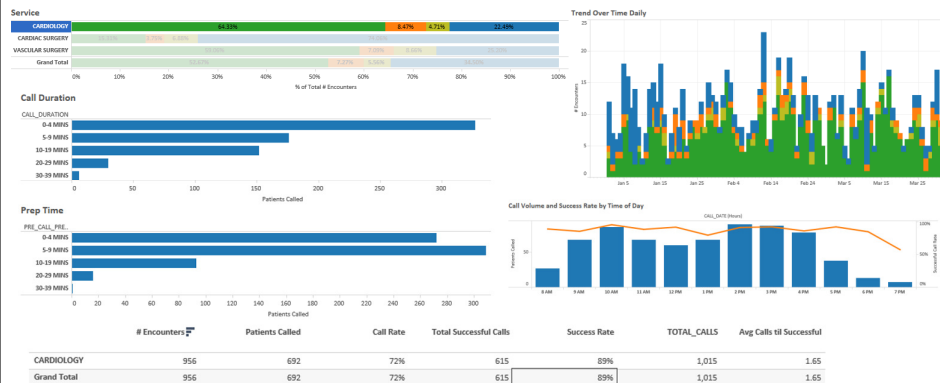 Service
CARDIOLOGY 64.33% 8.47% 4.71% 22.49%
CARDIAC SURGERY
VASCULAR SURGERY
Grand Total
0% 10% 20% 30% 40% 50% 60% 70% 80% 90% 100%
% of Total # Encounters
Call Duration
CALL_DURATION
0-4 MINS
5-9 MINS
10-19 MINS
20-29 MINS
30-39 MINS
0 50 100 150 200 250 300
Patients Called
Prep Time
PRE_CALL_PRE..
0-4 MINS
5-9 MINS
10-19 MINS
20-29 MINS
30-39 MINS
0 20 40 60 80 100 120 140 160 180 200 220 240 260 280 300
Patients Called
Trend Over Time Daily
# Encounters
25
20
15
10
5
0
Jan 5 Jan 15 Jan 25 Feb 4 Feb 14 Feb 24 Mar 5 Mar 15 Mar 25
Call Volume and Success Rate by Time of Day
CALL_DATE (Hours)
Patients Called
50
0
100%
50%
0%
Successful Call Rate
8 AM 9 AM 10 AM 11 AM 12 PM 1 PM 2 PM 3 PM 4 PM 5 PM 6 PM 7 PM
# Encounters Patients Called Call Rate Total Successful Calls Success Rate TOTAL_CALLS Avg Calls til Successful
CARDIOLOGY 956 692 72% 615 89% 1,015 1.65
Grand Total 956 692 72% 615 89% 1,015 1.65